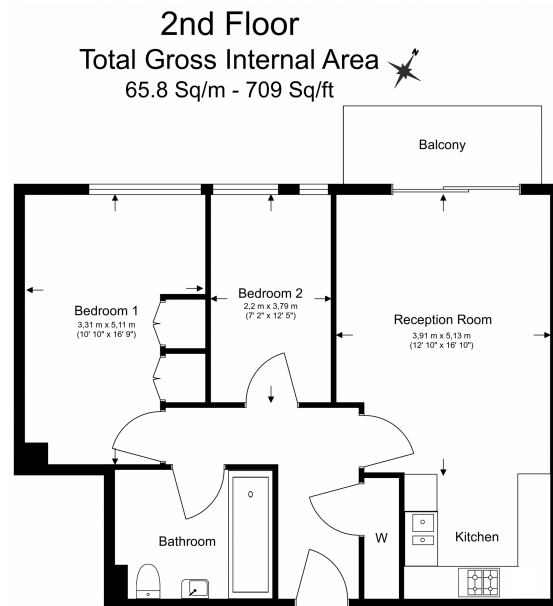 2nd Floor
Total Gross Internal Area
N
65.8 Sq/m - 709 Sq/ft
Balcony
Bedroom 1
3,31 m x 5,11 m
(10' 10" x 16' 9")
Bedroom 2
2,2 m x 3,79 m
(7' 2" x 12' 5")
Reception Room
3,91 m x 5,13 m
(12' 10" x 16' 10")
Bathroom
W
Kitchen